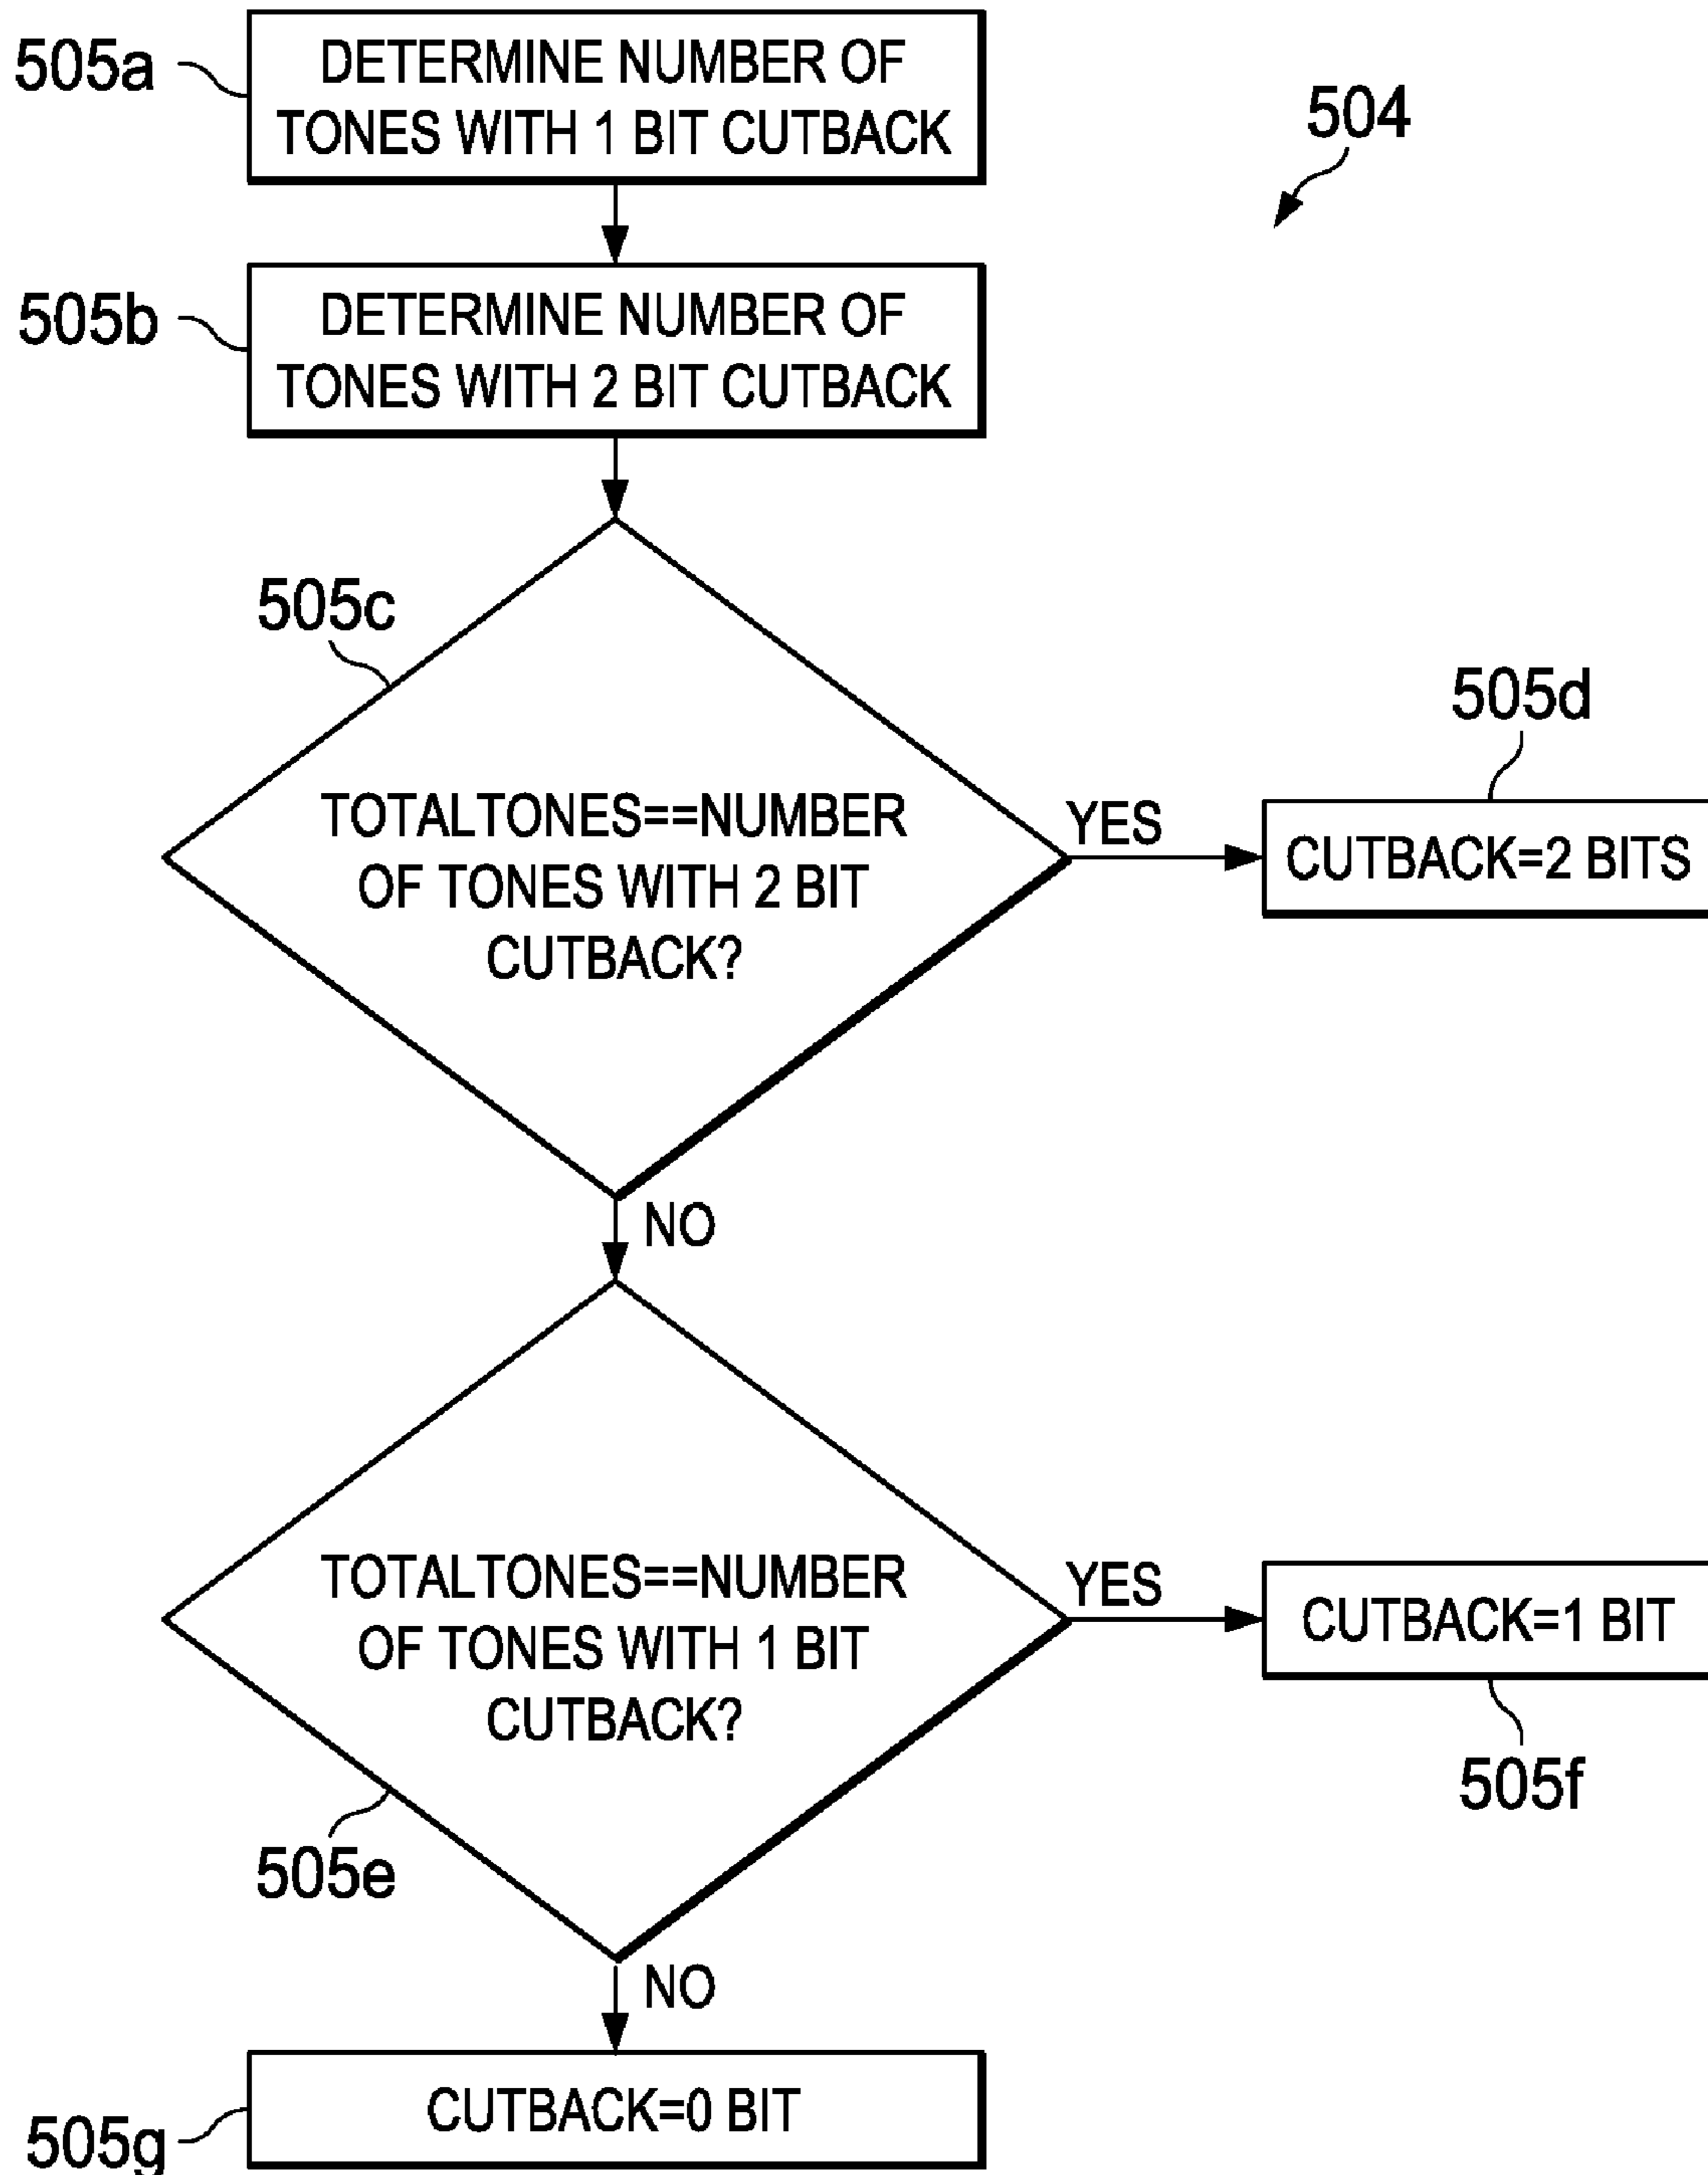 505a
DETERMINE NUMBER OF
TONES WITH 1 BIT CUTBACK
504
505b
DETERMINE NUMBER OF
TONES WITH 2 BIT CUTBACK
505c
TOTALTONES==NUMBER
OF TONES WITH 2 BIT
CUTBACK?
YES
505d
CUTBACK=2 BITS
NO
TOTALTONES==NUMBER
OF TONES WITH 1 BIT
CUTBACK?
YES
CUTBACK=1 BIT
505f
505e
NO
CUTBACK=0 BIT
505g